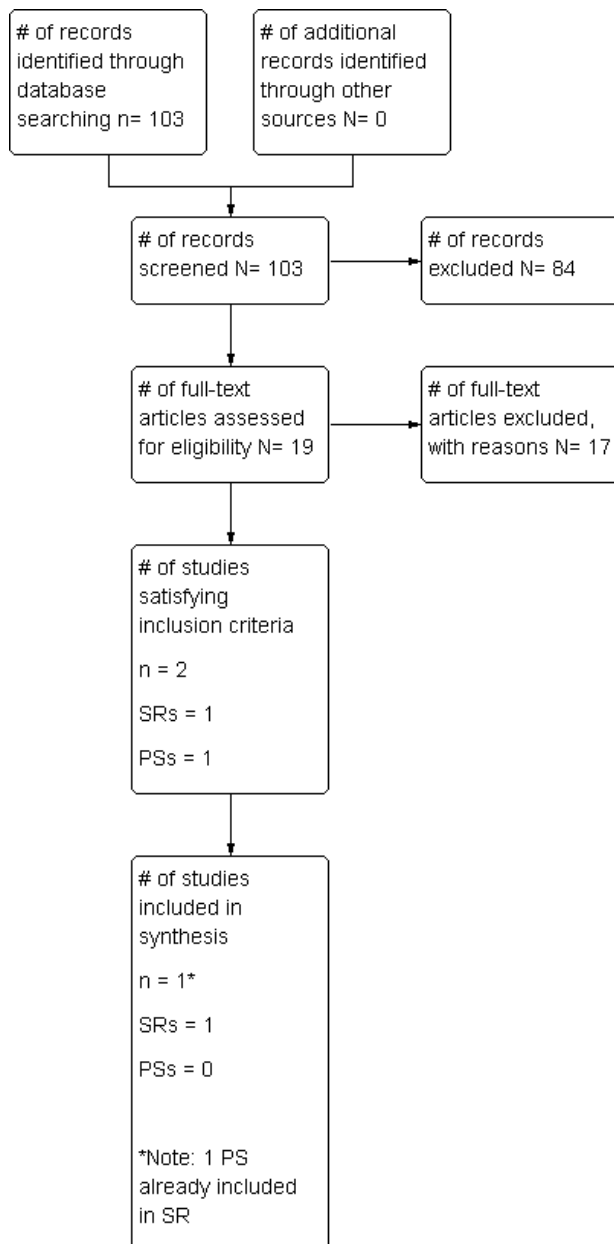 # of records
identified through
database
searching n= 103
# of additional
records identified
through other
sources N= 0
# of records
screened N= 103
# of records
excluded N= 84
# of full-text
articles assessed
for eligibility N= 19
# of full-text
articles excluded,
with reasons N= 17
# of studies
satisfying
inclusion criteria
n = 2
SRs = 1
PSs = 1
# of studies
included in
synthesis
n = 1*
SRs = 1
PSs = 0
*Note: 1 PS
already included
in SR